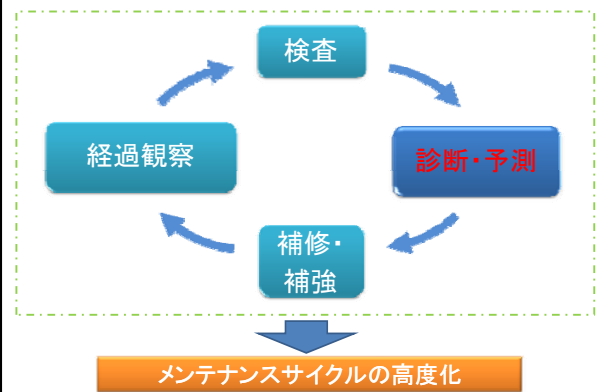 検査
診断・予測
経過観察
補修・
補強
メンテナンスサイクルの高度化